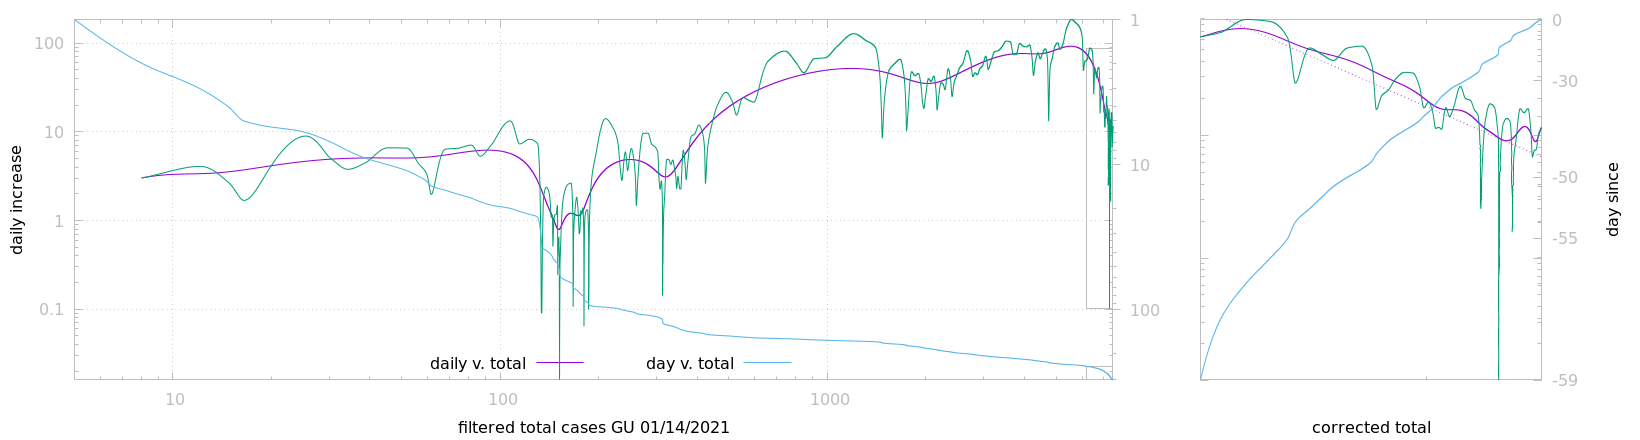 daily increase
100
10
1
0.1
10
100
1000
1
10
100
daily v. total
day v. total
filtered total cases GU 01/14/2021
0
-30
-50
-55
-59
day since
corrected total